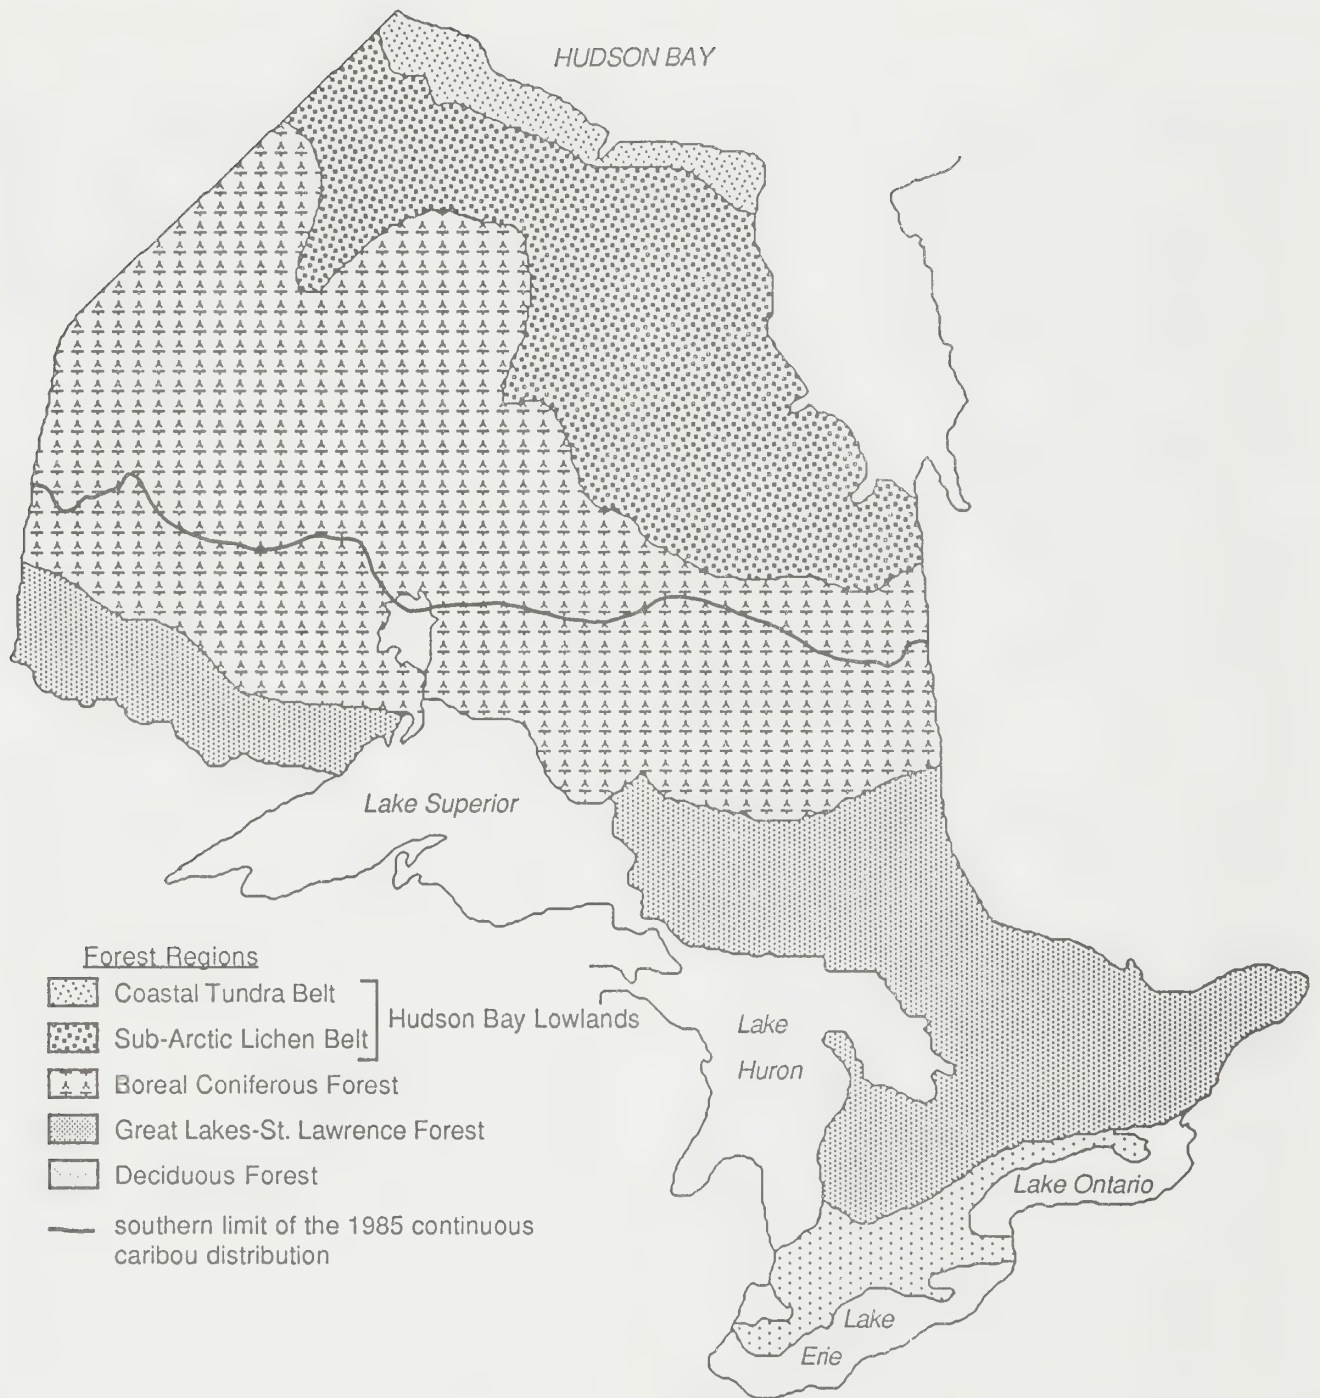 HUDSON BAY
Lake Superior
Forest Regions
Coastal Tundra Belt
Hudson Bay Lowlands
Sub-Arctic Lichen Belt
Boreal Coniferous Forest
Great Lakes-St. Lawrence Forest
Deciduous Forest
southern limit of the 1985 continuous
caribou distribution
Lake
Huron
Lake Ontario
Lake
Erie